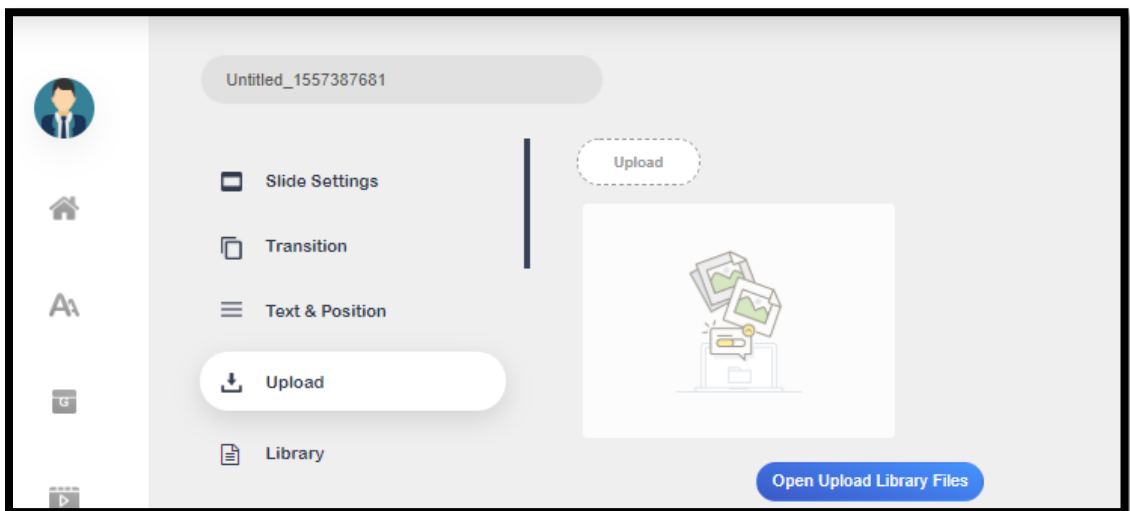 Untitled_1557387681
Slide Settings
Transition
Text & Position
Upload
Library
Upload
Open Upload Library Files
G